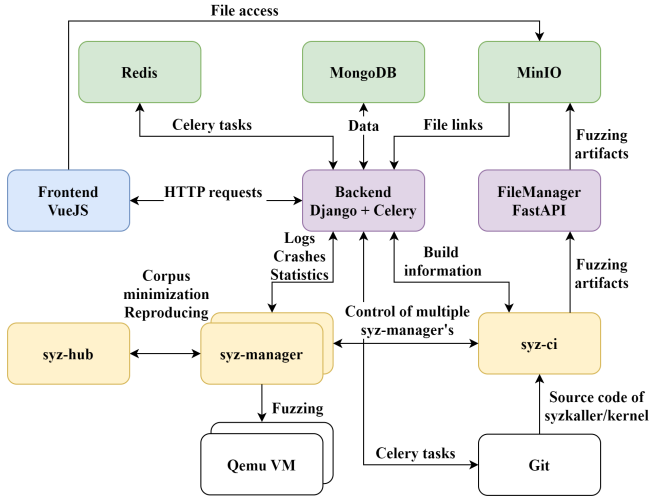 File access
Redis
MongoDB
MinIO
Celery tasks
Data
File links
Fuzzing
artifacts
Frontend
VueJS
HTTP requests
Backend
Django + Celery
FileManager
FastAPI
Logs
Crashes
Statistics
Build
information
Fuzzing
artifacts
Corpus
minimization
Reproducing
Control of multiple
syz-manager's
syz-hub
syz-manager
syz-ci
Fuzzing
Source code of
syzkaller/kernel
Qemu VM
Celery tasks
Git